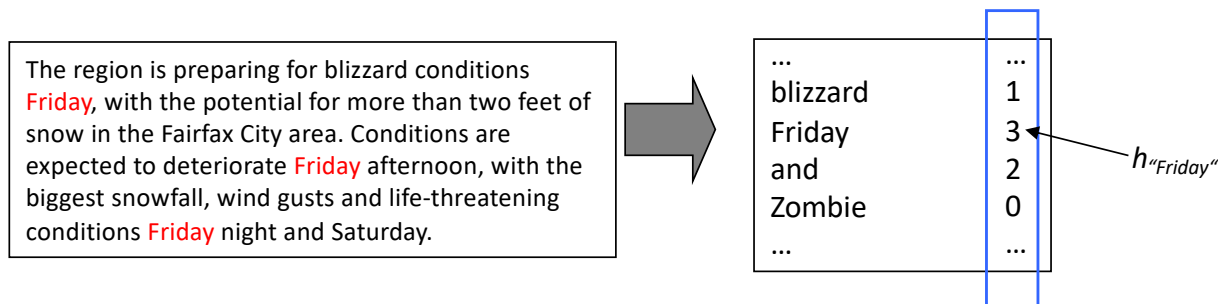 The region is preparing for blizzard conditions
Friday, with the potential for more than two feet of
snow in the Fairfax City area. Conditions are
expected to deteriorate Friday afternoon, with the
biggest snowfall, wind gusts and life-threatening
conditions Friday night and Saturday.
... ...
blizzard 1
Friday 3
and 2
Zombie 0
... ...
h“Friday“